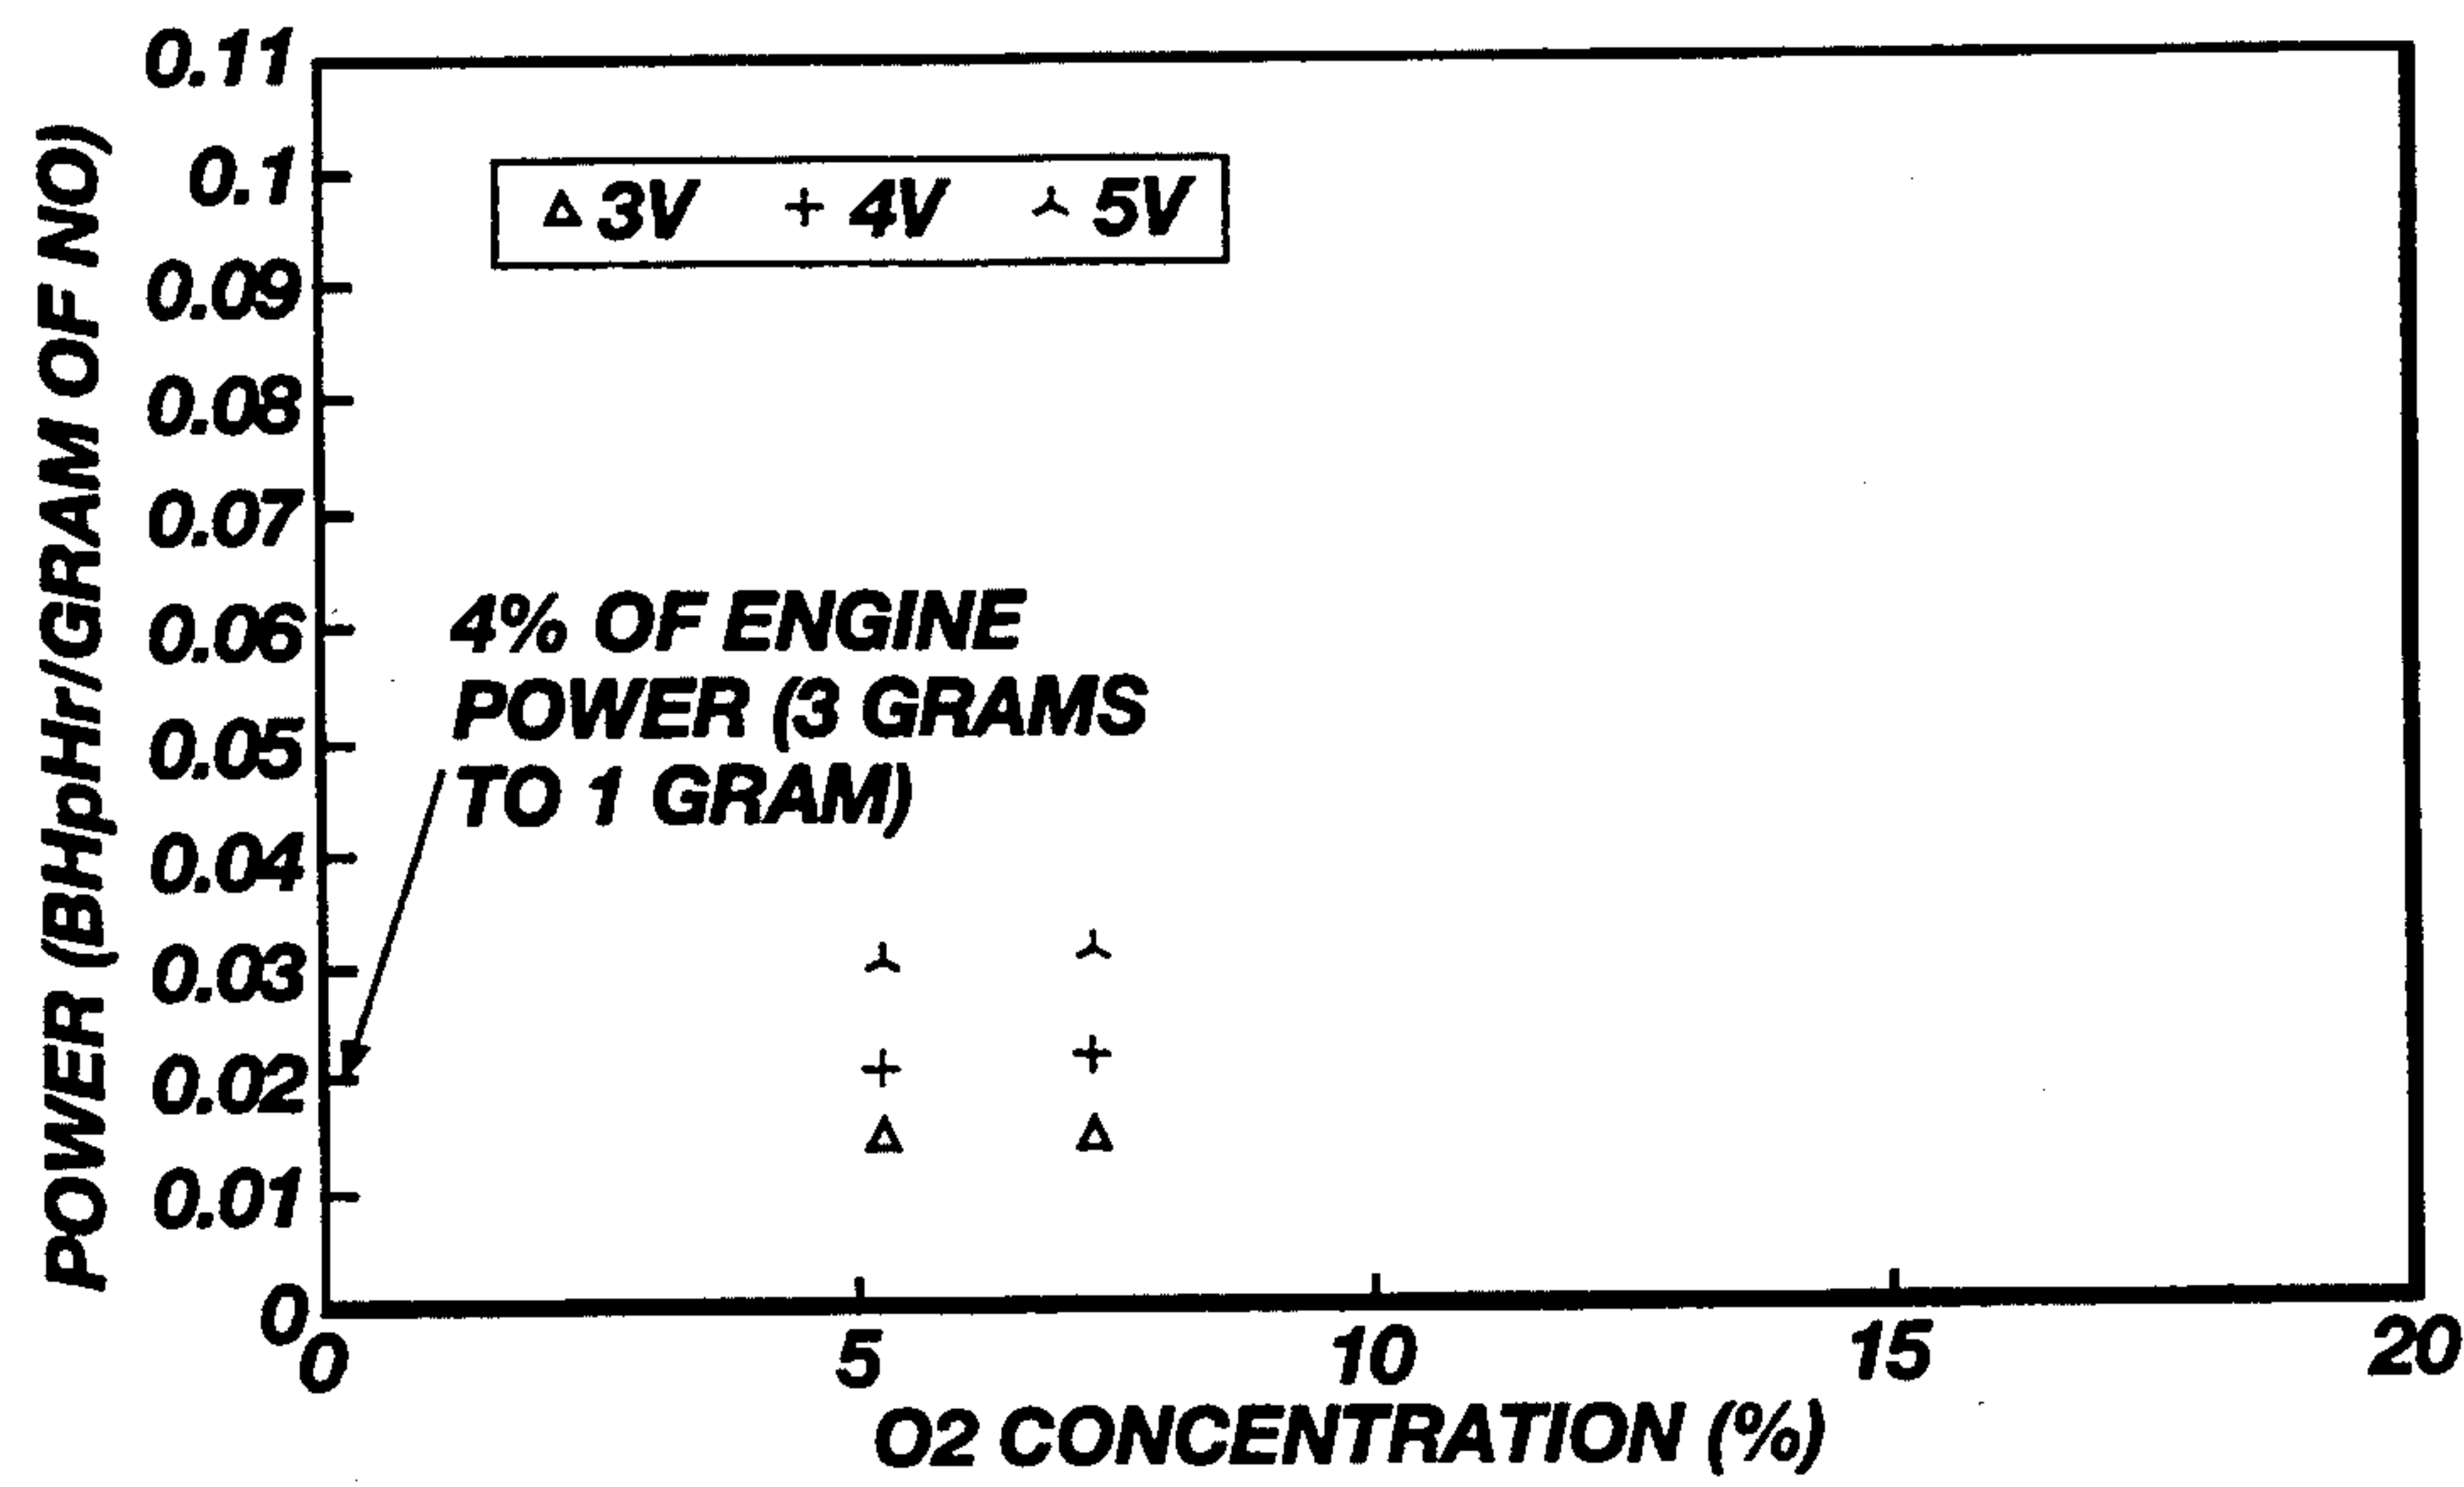 POWER (BHpHr/GRAM OF NO)
0.11
0.1
0.09
0.08
0.07
0.06
0.05
0.04
0.03
0.02
0.01
0
3V 4V 5V
4% OF ENGINE
POWER (3 GRAMS
TO 1 GRAM)
0 5 10 15 20
O2 CONCENTRATION (%)